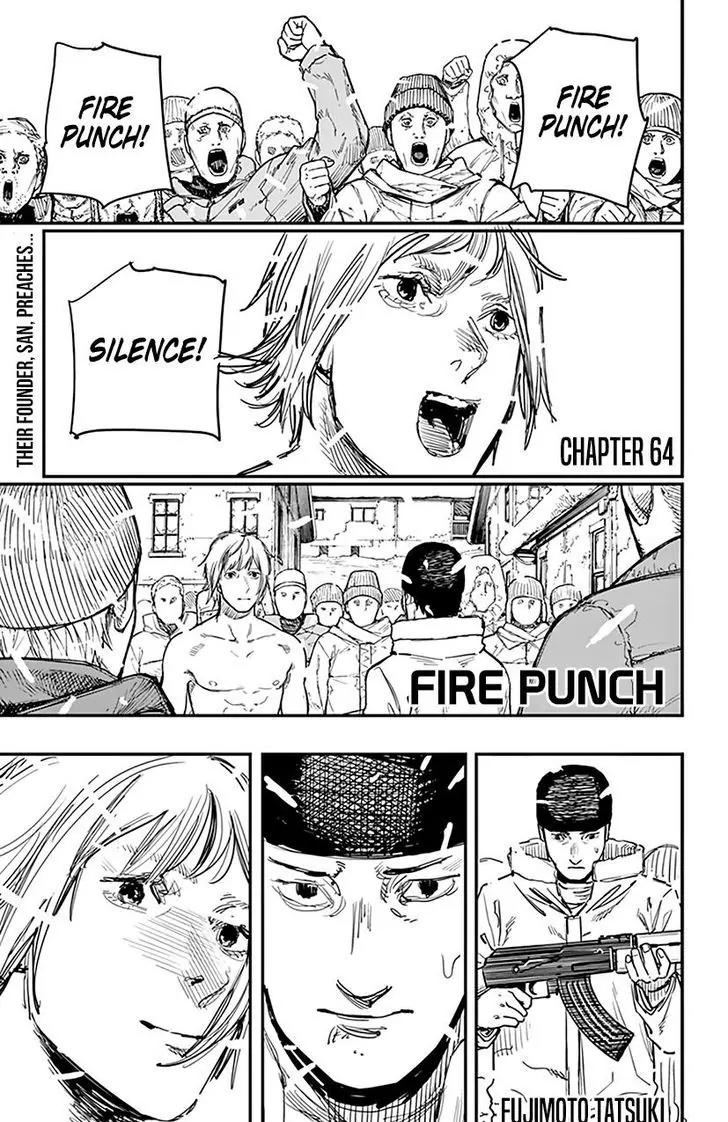 FIRE
PUNCH!
FIRE
PUNCH!
THEIR FOUNDER, SAN, PREACHES...
SILENCE!
CHAPTER 64
FIRE PUNCH
FUJIMOTO TATSUKI